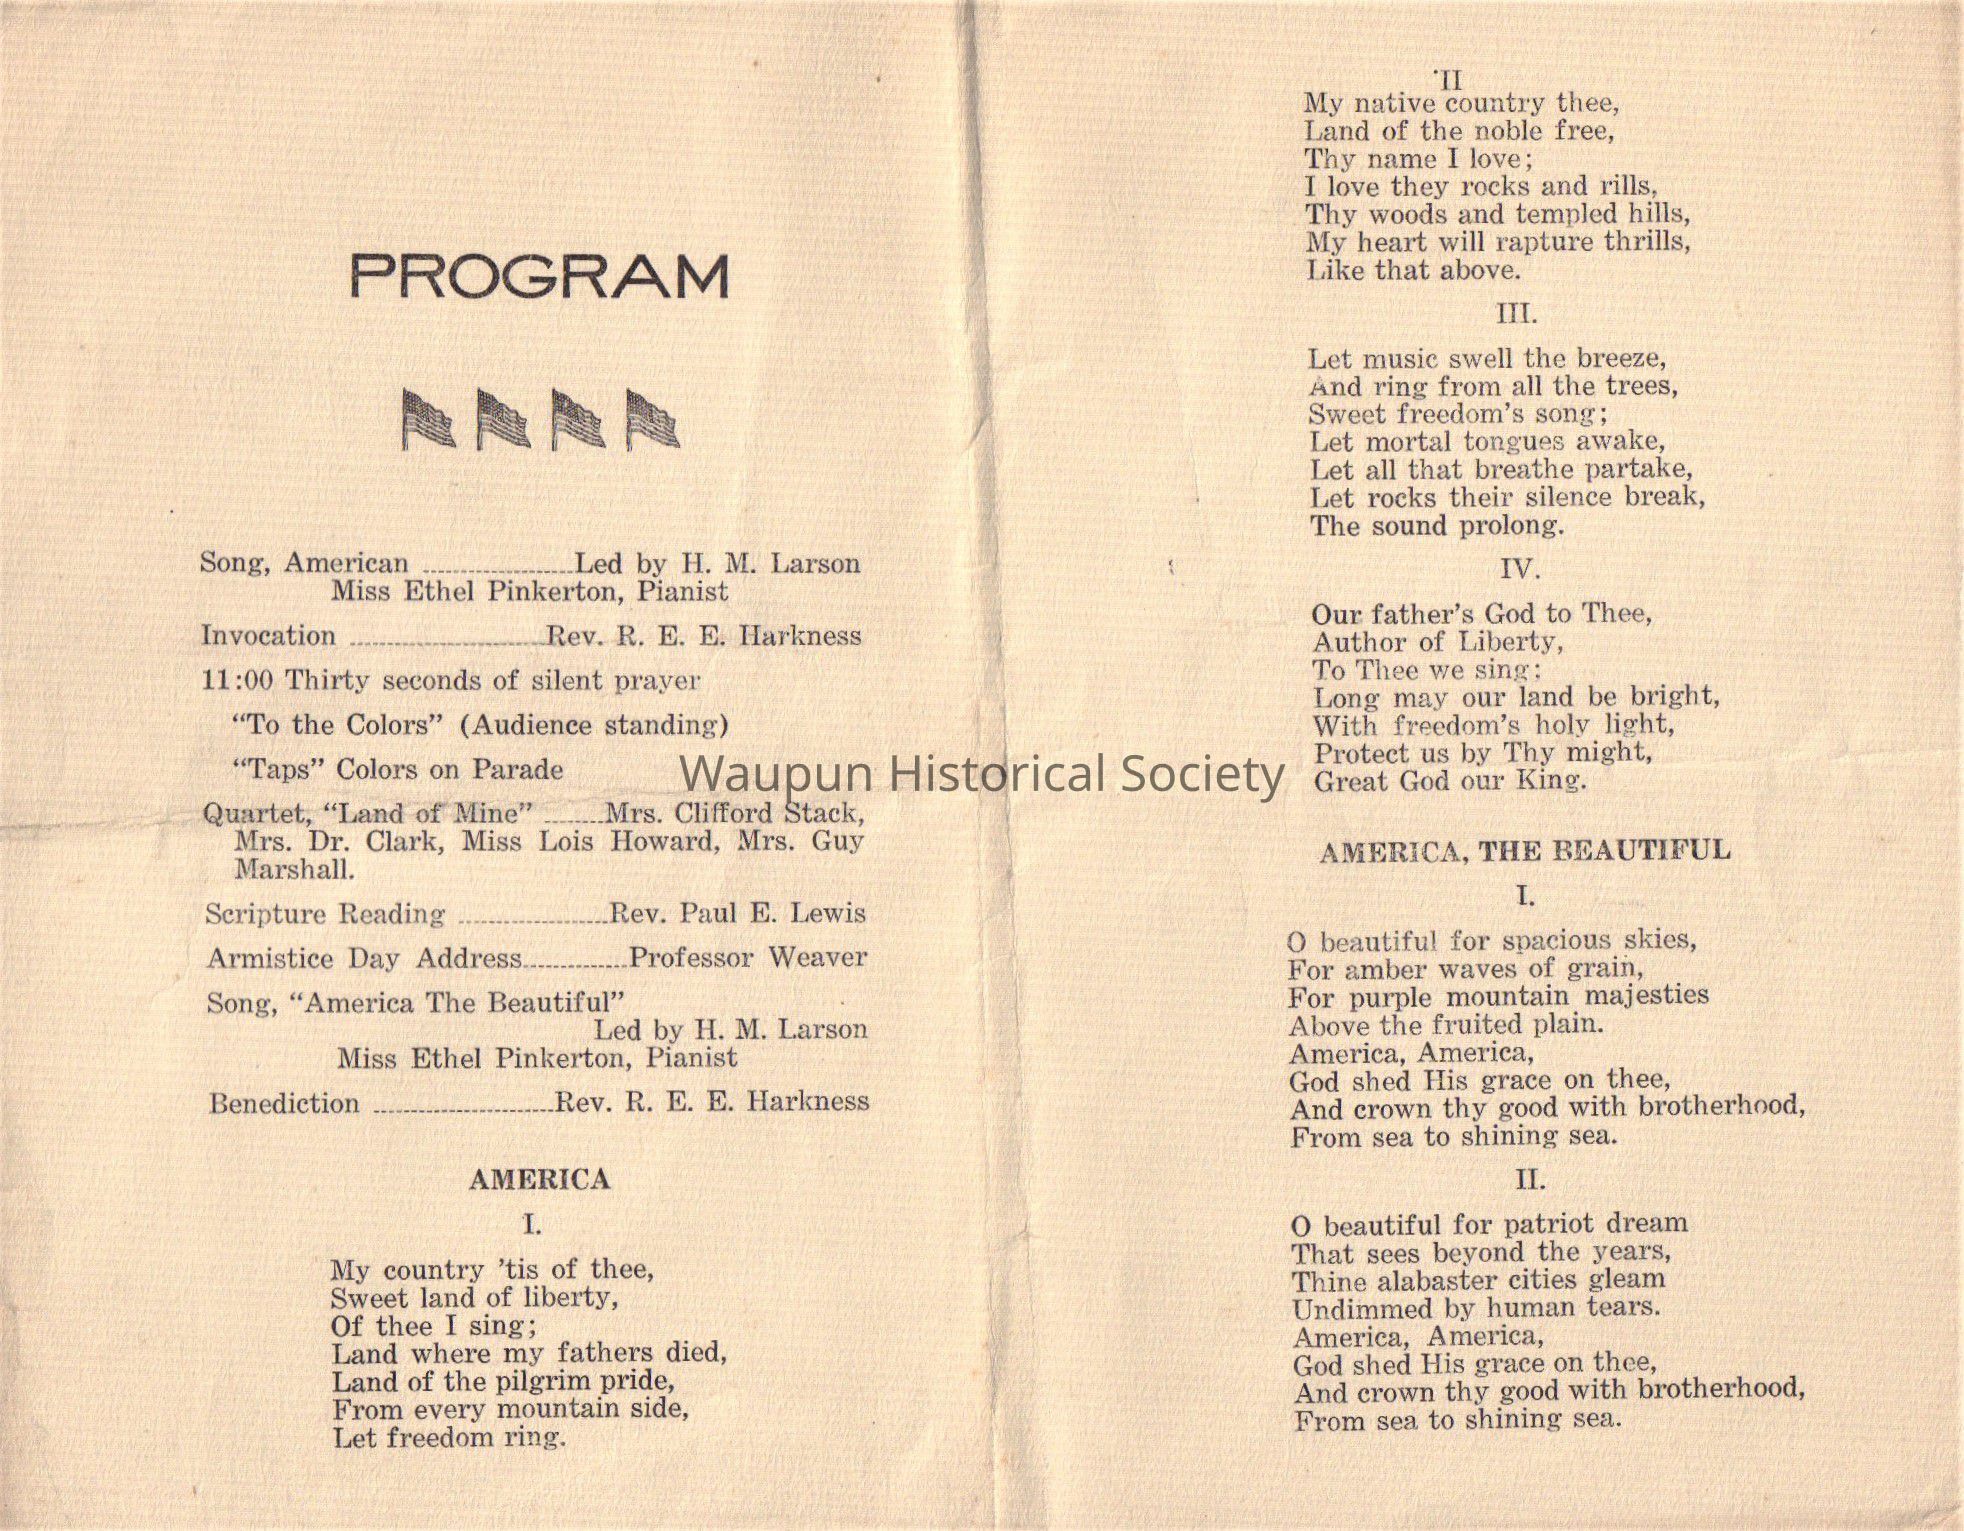 PROGRAM
Song, American ........Led by H. M. Larson
Miss Ethel Pinkerton, Pianist
Invocation ........Rev. R. E. E. Harkness
11:00 Thirty seconds of silent prayer
“To the Colors” (Audience standing)
“Taps” Colors on Parade
Quartet, “Land of Mine” ........Mrs. Clifford Stack,
Mrs. Dr. Clark, Miss Lois Howard, Mrs. Guy
Marshall.
Scripture Reading ........Rev. Paul E. Lewis
Armistice Day Address........Professor Weaver
Song, “America The Beautiful”
Led by H. M. Larson
Miss Ethel Pinkerton, Pianist
Benediction ........Rev. R. E. E. Harkness
AMERICA
I.
My country ’tis of thee,
Sweet land of liberty,
Of thee I sing;
Land where my fathers died,
Land of the pilgrim pride,
From every mountain side,
Let freedom ring.
II
My native country thee,
Land of the noble free,
Thy name I love;
I love they rocks and rills,
Thy woods and templed hills,
My heart will rapture thrills,
Like that above.
III.
Let music swell the breeze,
And ring from all the trees,
Sweet freedom’s song;
Let mortal tongues awake,
Let all that breathe partake,
Let rocks their silence break,
The sound prolong.
IV.
Our father’s God to Thee,
Author of Liberty,
To Thee we sing;
Long may our land be bright,
With freedom’s holy light,
Protect us by Thy might,
Great God our King.
AMERICA, THE BEAUTIFUL
I.
O beautiful for spacious skies,
For amber waves of grain,
For purple mountain majesties
Above the fruited plain.
America, America,
God shed His grace on thee,
And crown thy good with brotherhood,
From sea to shining sea.
II.
O beautiful for patriot dream
That sees beyond the years,
Thine alabaster cities gleam
Undimmed by human tears.
America, America,
God shed His grace on thee,
And crown thy good with brotherhood,
From sea to shining sea.
Waupun Historical Society